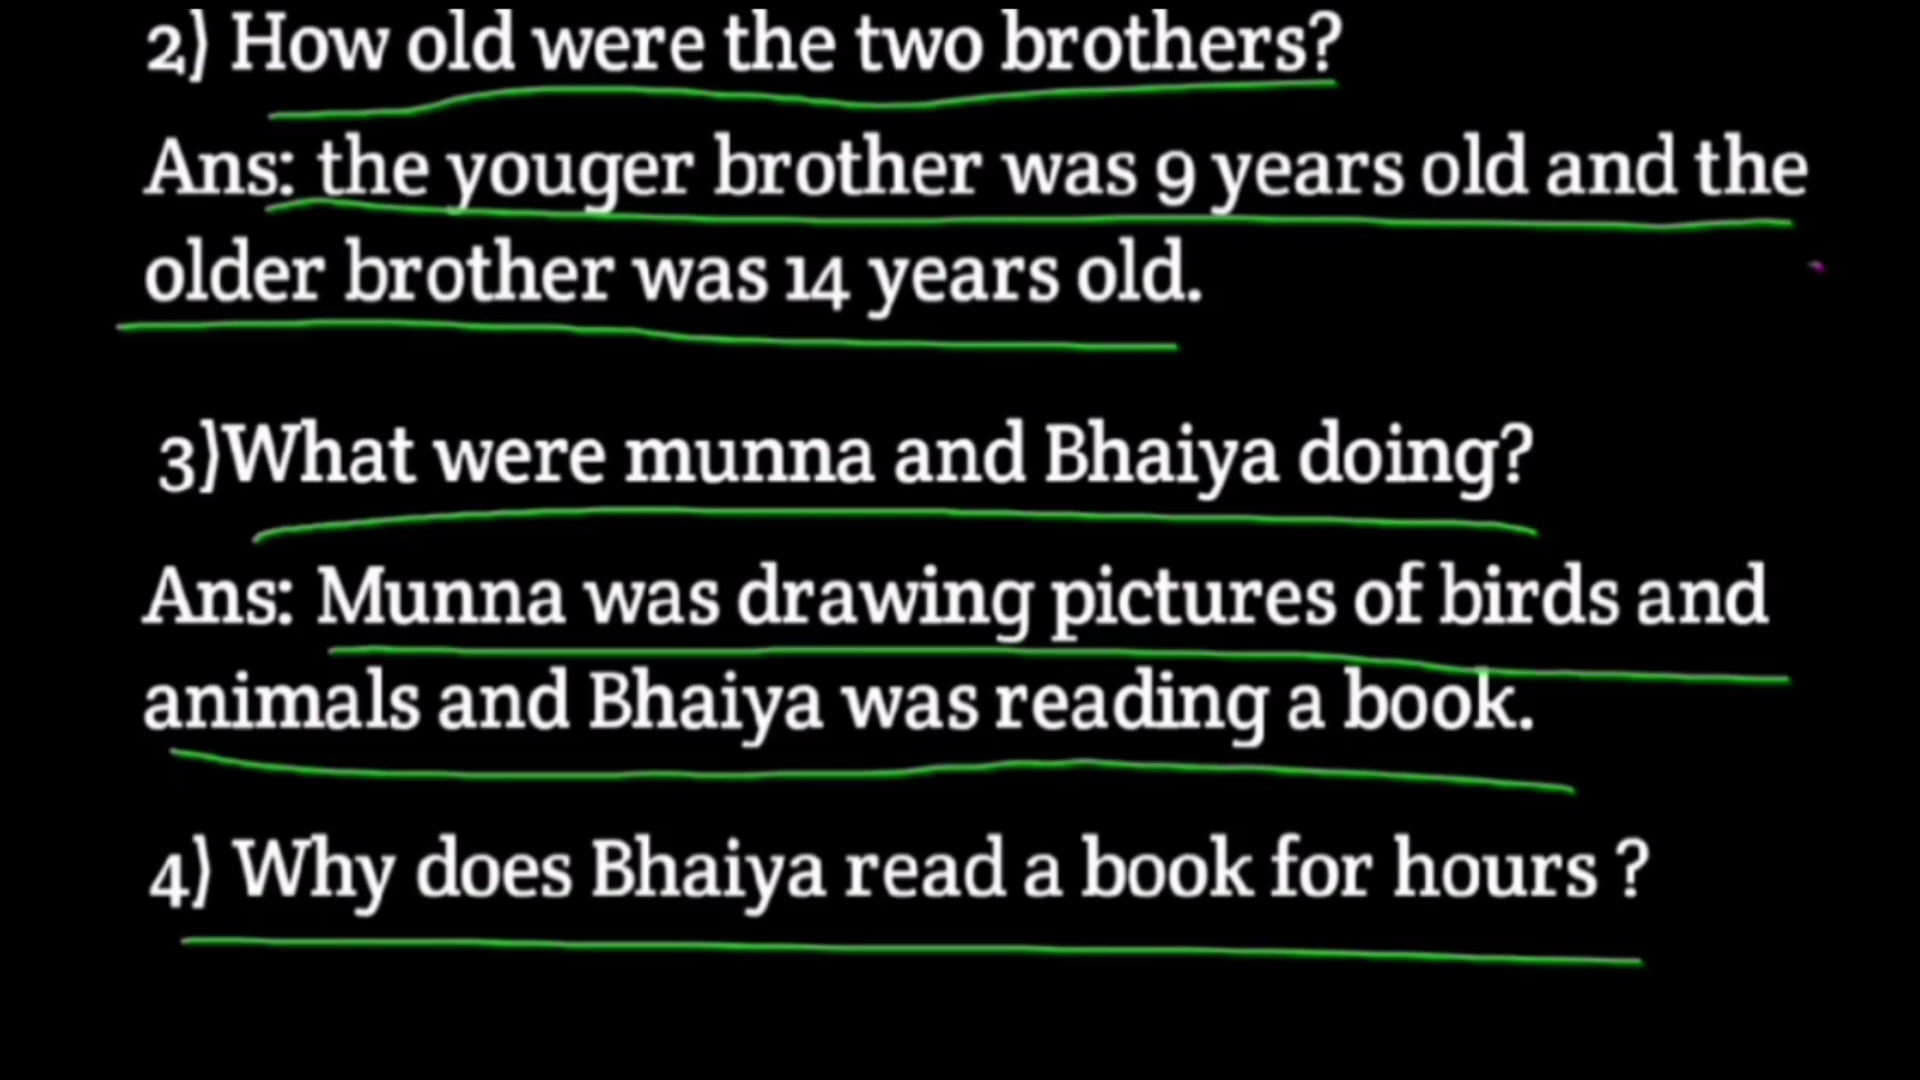 2) How old were the two brothers?
Ans: the youger brother was 9 years old and the
older brother was 14 years old.
3)What were munna and Bhaiya doing?
Ans: Munna was drawing pictures of birds and
animals and Bhaiya was reading a book.
4) Why does Bhaiya read a book for hours ?